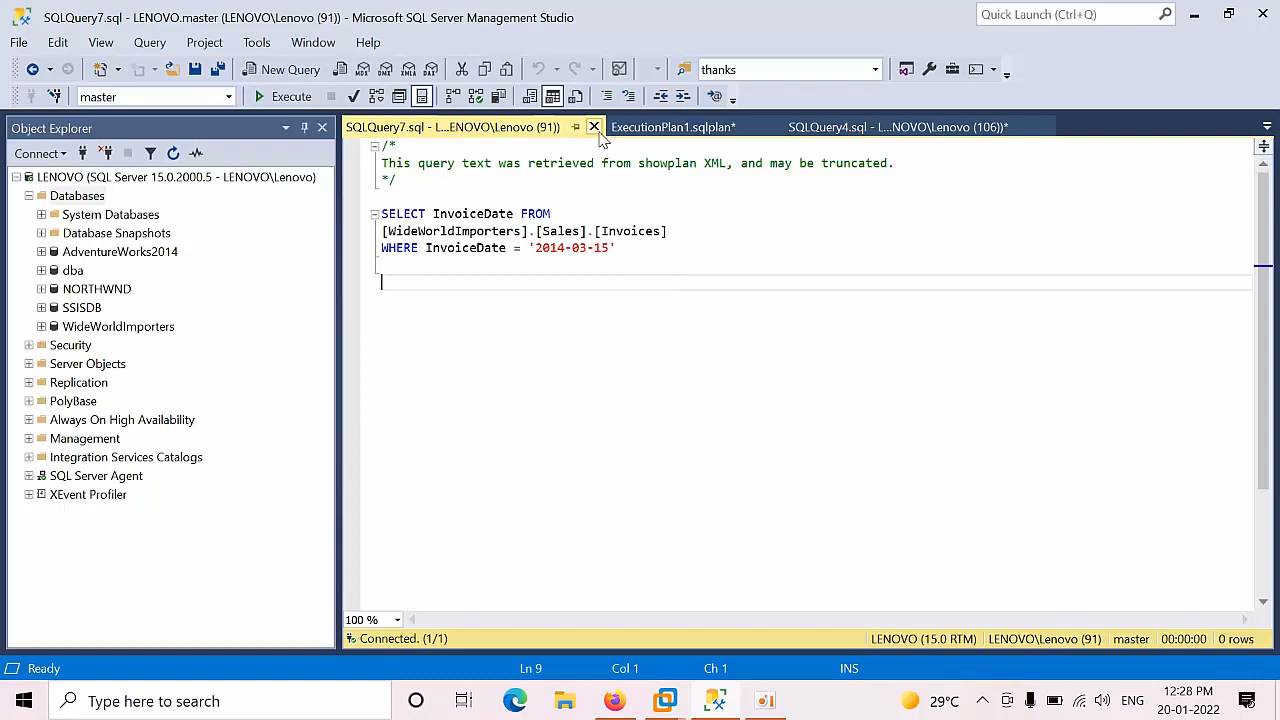 SQLQuery7.sql - LENOVO.master (LENOVO\Lenovo (91)) - Microsoft SQL Server Management Studio
Quick Launch (Ctrl+Q)
File Edit View Query Project Tools Window Help
New Query MDX DMX XMLA DAX thanks
master Execute
Object Explorer
SQLQuery7.sql - L...ENOVO\Lenovo (91)) ExecutionPlan1.sqlplan* SQLQuery4.sql - L...NOVO\Lenovo (106))*
Connect
LENOVO (SQL Server 15.0.2000.5 - LENOVO\Lenovo)
Databases
System Databases
Database Snapshots
AdventureWorks2014
dba
NORTHWND
SSISDB
WideWorldImporters
Security
Server Objects
Replication
PolyBase
Always On High Availability
Management
Integration Services Catalogs
SQL Server Agent
XEvent Profiler
/*
This query text was retrieved from showplan XML, and may be truncated.
*/
SELECT InvoiceDate FROM
[WideWorldImporters].[Sales].[Invoices]
WHERE InvoiceDate = '2014-03-15'
100 %
Connected. (1/1) LENOVO (15.0 RTM) LENOVO\Lenovo (91) master 00:00:00 0 rows
Ready Ln 9 Col 1 Ch 1 INS
Type here to search 29°C ENG 12:28 PM
20-01-2022